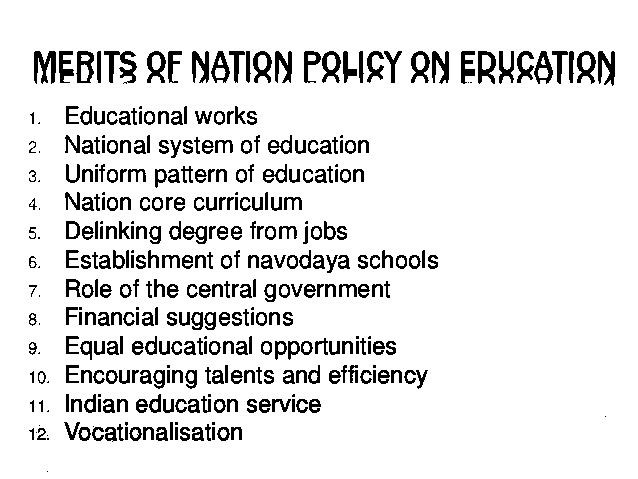 MERITS OF NATION POLICY ON EDUCATION
1. Educational works
2. National system of education
3. Uniform pattern of education
4. Nation core curriculum
5. Delinking degree from jobs
6. Establishment of navodaya schools
7. Role of the central government
8. Financial suggestions
9. Equal educational opportunities
10. Encouraging talents and efficiency
11. Indian education service
12. Vocationalisation